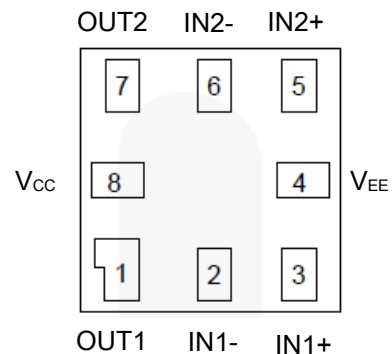 OUT2 IN2- IN2+
7 6 5
VCC 8 4 VEE
1 2 3
OUT1 IN1- IN1+